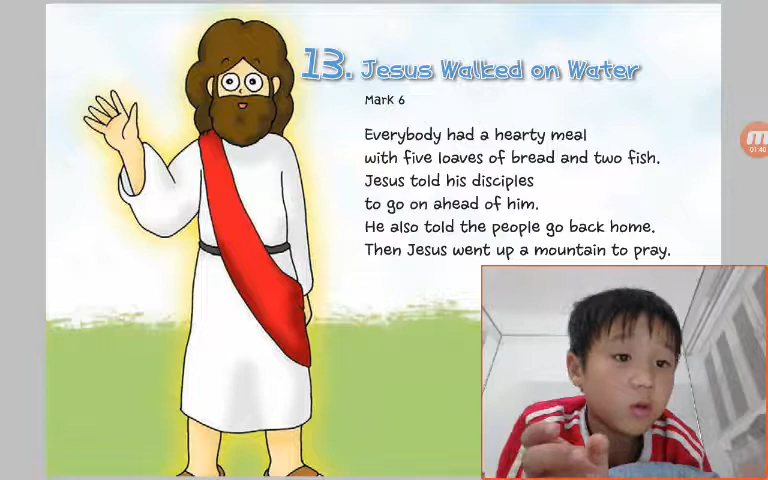 13. Jesus Walked on Water
Mark 6
Everybody had a hearty meal
with five loaves of bread and two fish.
Jesus told his disciples
to go on ahead of him.
He also told the people go back home.
Then Jesus went up a mountain to pray.
M
01:40